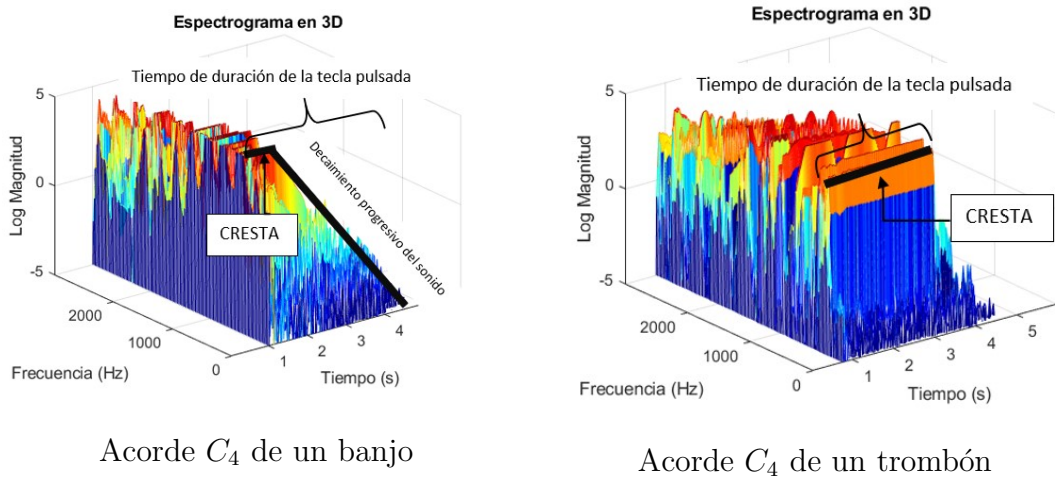 Espectrograma en 3D
Tiempo de duración de la tecla pulsada
Decaimiento progresivo del sonido
CRESTA
Log Magnitud
5
0
-5
2000
1000
0
Frecuencia (Hz)
1
2
3
4
Tiempo (s)
Acorde C₄ de un banjo
Espectrograma en 3D
Tiempo de duración de la tecla pulsada
CRESTA
Log Magnitud
5
0
-5
2000
1000
0
Frecuencia (Hz)
1
2
3
4
5
Tiempo (s)
Acorde C₄ de un trombón